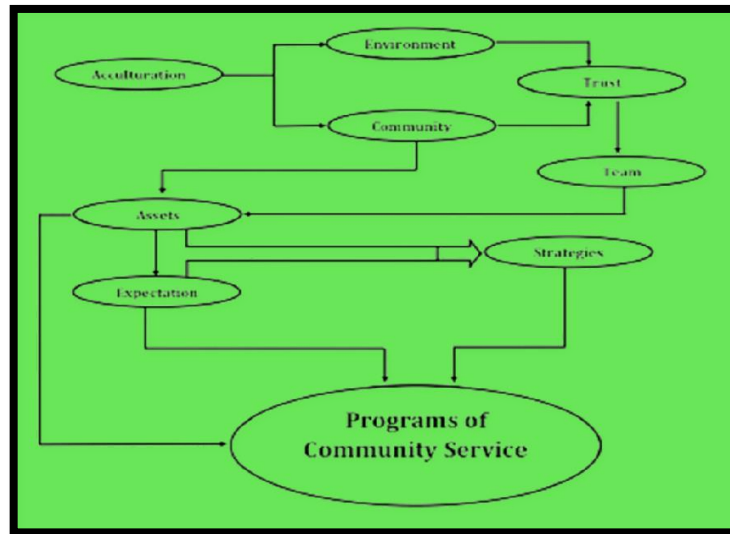 Environment
Acculturation
Trust
Community
Team
Assets
Strategies
Expectation
Programs of
Community Service